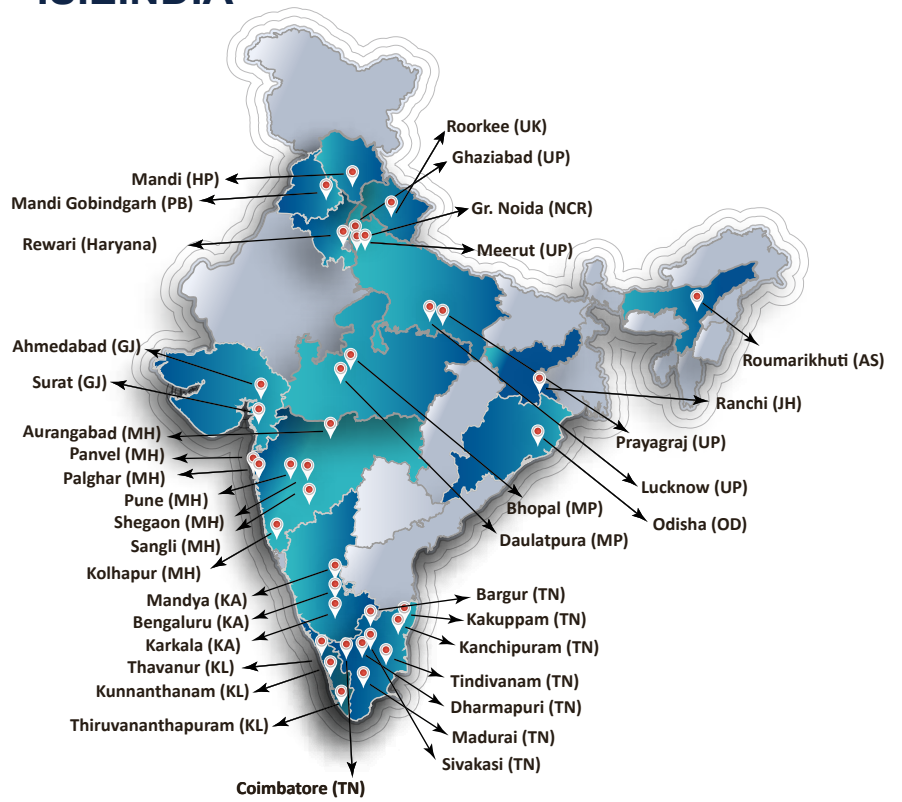 Roorkee (UK)
Ghaziabad (UP)
Mandi (HP)
Mandi Gobindgarh (PB)
Gr. Noida (NCR)
Rewari (Haryana)
Meerut (UP)
Ahmedabad (GJ)
Roumarikhuti (AS)
Surat (GJ)
Ranchi (JH)
Aurangabad (MH)
Prayagraj (UP)
Panvel (MH)
Palghar (MH)
Lucknow (UP)
Pune (MH)
Bhopal (MP)
Shegaon (MH)
Odisha (OD)
Daulatpura (MP)
Sangli (MH)
Kolhapur (MH)
Bargur (TN)
Mandya (KA)
Kakuppam (TN)
Bengaluru (KA)
Karkala (KA)
Kanchipuram (TN)
Thavanur (KL)
Tindivanam (TN)
Kunnanthanam (KL)
Dharmapuri (TN)
Thiruvananthapuram (KL)
Madurai (TN)
Sivakasi (TN)
Coimbatore (TN)